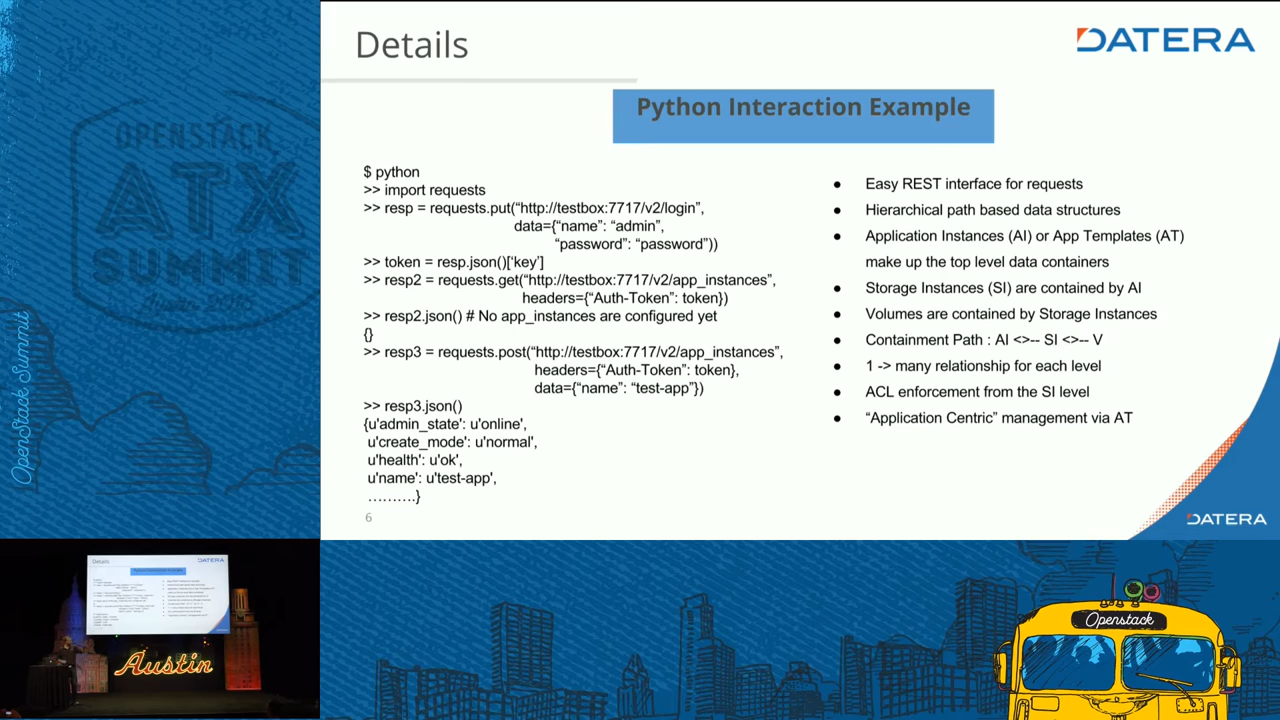 Details
DATERA
Python Interaction Example
$ python
>> import requests
>> resp = requests.put(“http://testbox:7717/v2/login”,
data={“name”: “admin”,
“password”: “password”})
>> token = resp.json()[‘key’]
>> resp2 = requests.get(“http://testbox:7717/v2/app_instances”,
headers={“Auth-Token”: token})
>> resp2.json() # No app_instances are configured yet
{}
>> resp3 = requests.post(“http://testbox:7717/v2/app_instances”,
headers={“Auth-Token”: token},
data={“name”: “test-app”})
>> resp3.json()
{u'admin_state': u'online',
u'create_mode': u'normal',
u'health': u'ok',
u'name': u'test-app',
……….}
● Easy REST interface for requests
● Hierarchical path based data structures
● Application Instances (AI) or App Templates (AT)
make up the top level data containers
● Storage Instances (SI) are contained by AI
● Volumes are contained by Storage Instances
● Containment Path : AI <>-- SI <>-- V
● 1 -> many relationship for each level
● ACL enforcement from the SI level
● “Application Centric” management via AT
6
DATERA
OPENSTACK
ATX
SUMMIT
OpenStack Summit
Details
DATERA
Austin
Openstack